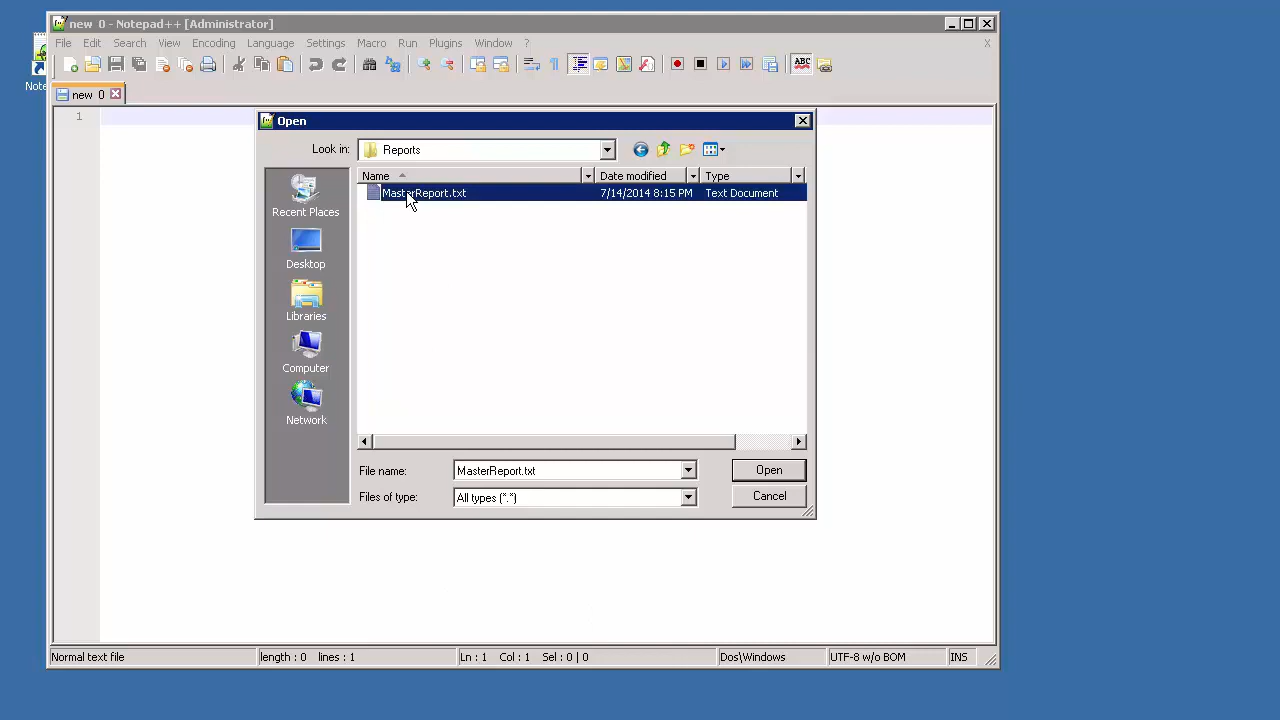 new  0 - Notepad++ [Administrator]
File Edit Search View Encoding Language Settings Macro Run Plugins Window ? X
ABC
Note
new  0
1
Open
Look in: Reports
Name Date modified Type
MasterReport.txt 7/14/2014 8:15 PM Text Document
Recent Places
Desktop
Libraries
Computer
Network
File name: MasterReport.txt Open
Files of type: All types (*.*) Cancel
Normal text file length : 0 lines : 1 Ln : 1 Col : 1 Sel : 0 | 0 Dos\Windows UTF-8 w/o BOM INS